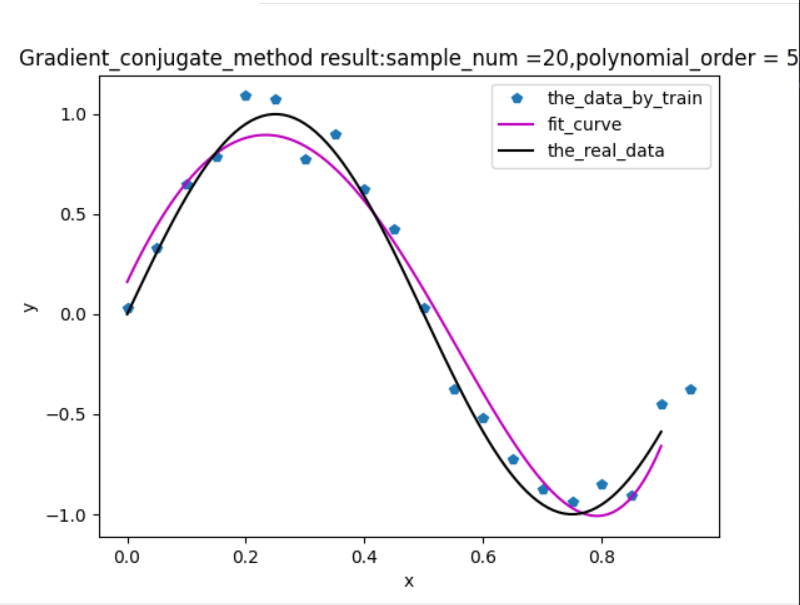 Gradient_conjugate_method result:sample_num =20,polynomial_order = 5
the_data_by_train
fit_curve
the_real_data
1.0
0.5
0.0
−0.5
−1.0
y
0.0 0.2 0.4 0.6 0.8
x